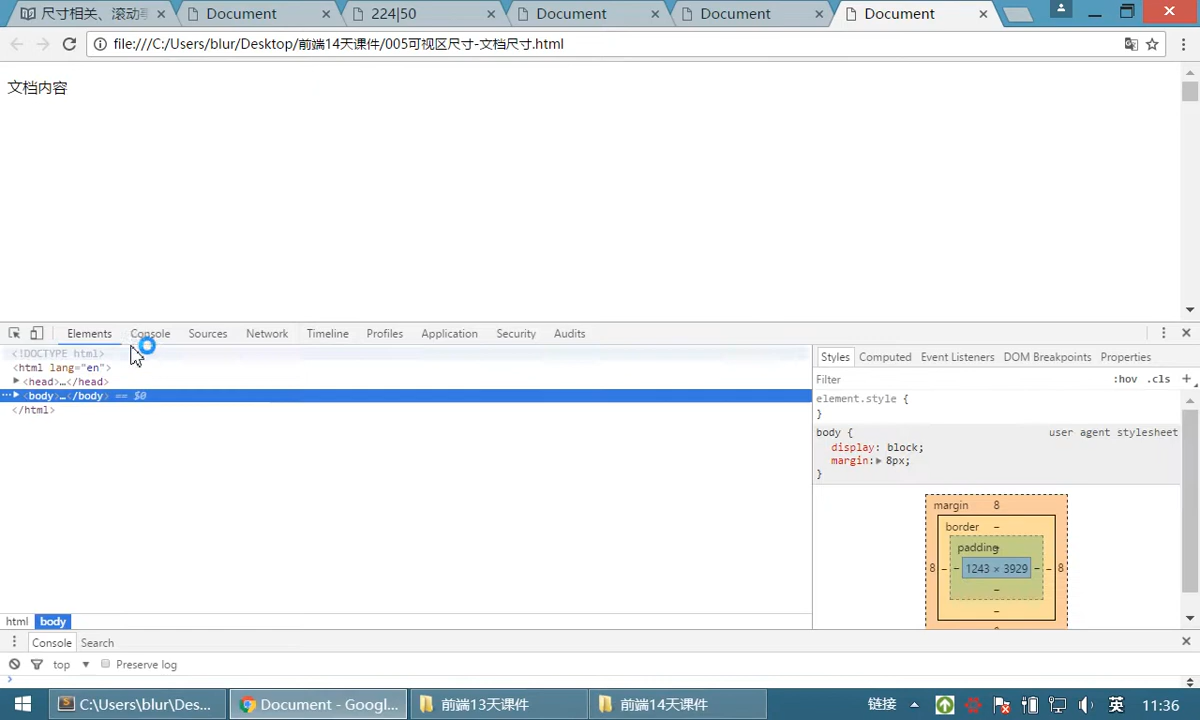 尺寸相关、滚动 Document 224|50 Document Document Document
file:///C:/Users/blur/Desktop/前端14天课件/005可视区尺寸-文档尺寸.html
文档内容
Elements Console Sources Network Timeline Profiles Application Security Audits
<!DOCTYPE html>
<html lang="en">
<head>…</head>
<body>…</body> == $0
</html>
html body
Styles Computed Event Listeners DOM Breakpoints Properties
Filter :hov .cls +
element.style {
}
body { user agent stylesheet
display: block;
margin: 8px;
}
margin 8
border –
padding –
8 – – 1243 × 3929 – – 8
–
–
Console Search
top Preserve log
C:\Users\blur\Des... Document - Googl... 前端13天课件 前端14天课件 链接 英 11:36